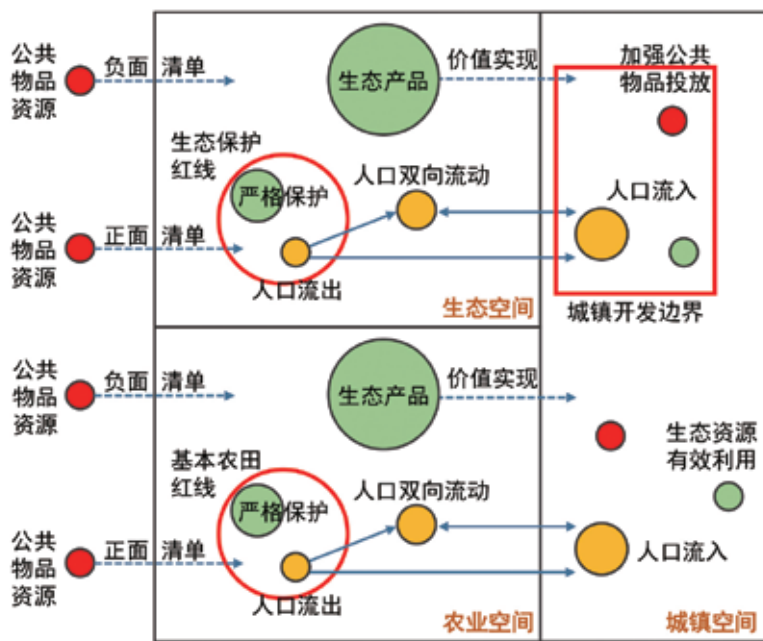 公共
物品
资源
负面 清单
生态产品
价值实现
加强公共
物品投放
生态保护
红线
严格保护
人口双向流动
人口流入
公共
物品
资源
正面 清单
人口流出
生态空间
城镇开发边界
公共
物品
资源
负面 清单
生态产品
价值实现
生态资源
有效利用
基本农田
红线
严格保护
人口双向流动
人口流入
公共
物品
资源
正面 清单
人口流出
农业空间
城镇空间